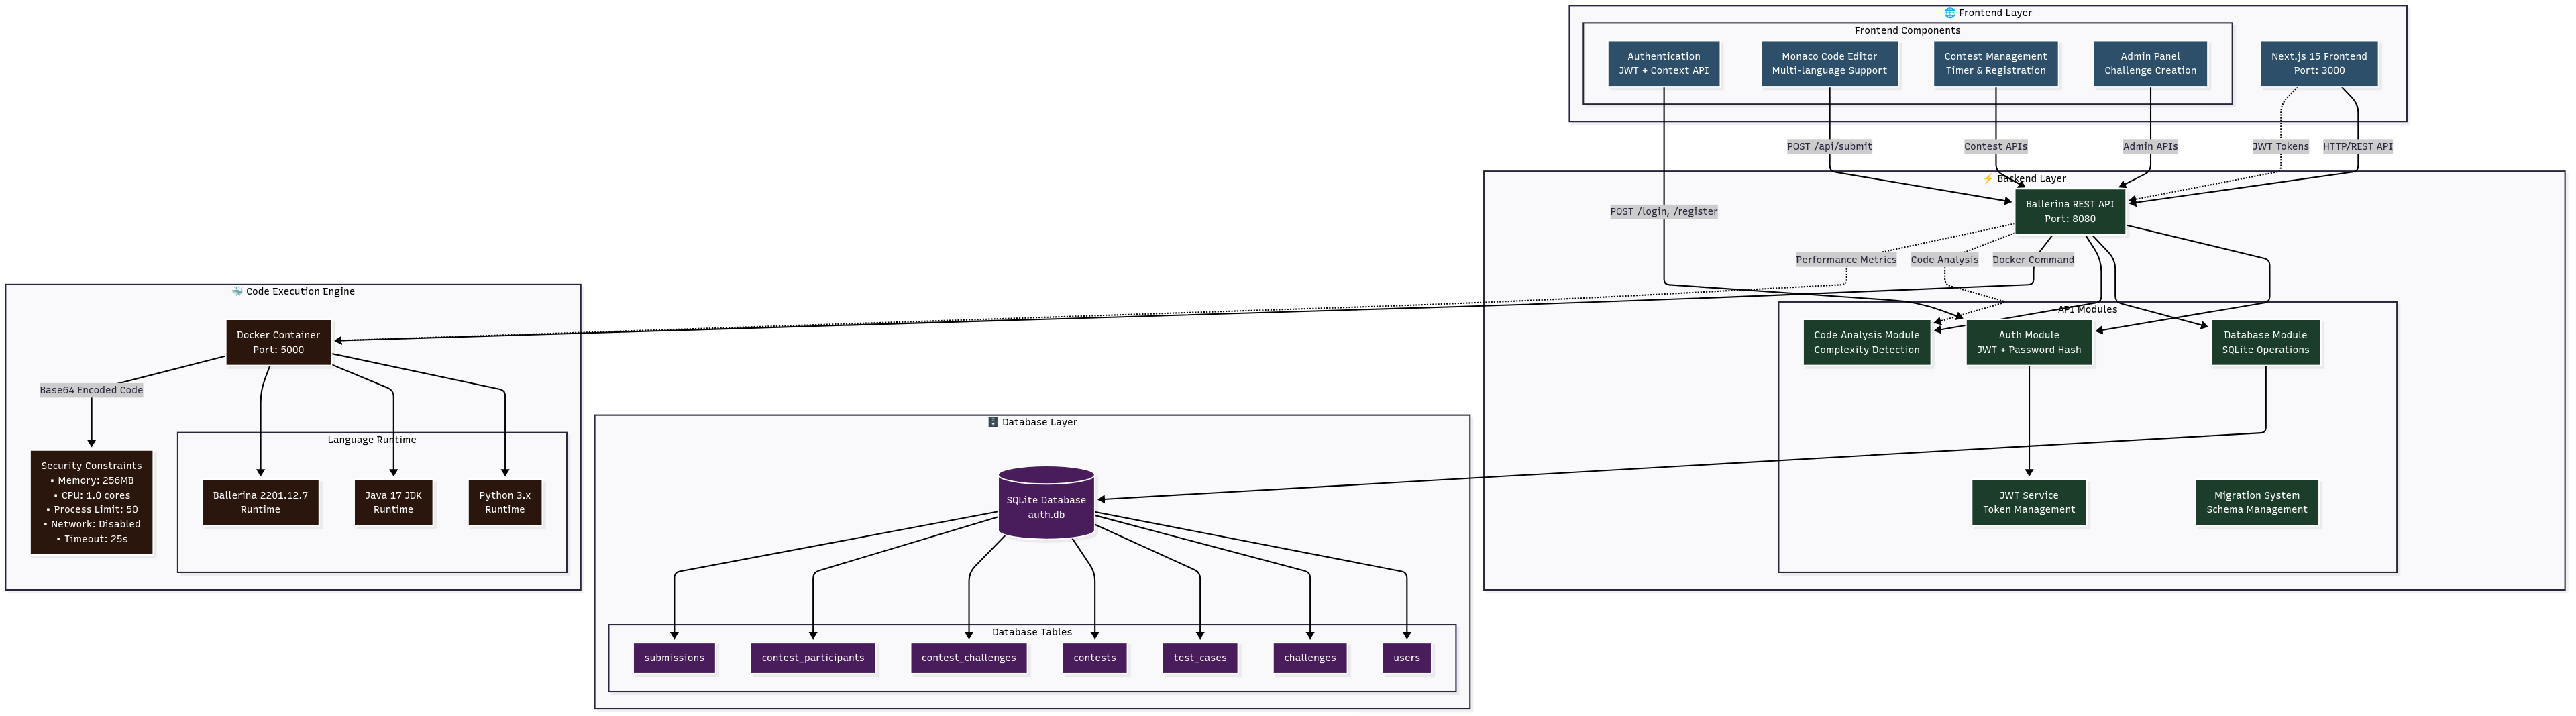 🌐 Frontend Layer
Frontend Components
Authentication
JWT + Context API
Monaco Code Editor
Multi-language Support
Contest Management
Timer & Registration
Admin Panel
Challenge Creation
Next.js 15 Frontend
Port: 3000
POST /api/submit
Contest APIs
Admin APIs
JWT Tokens
HTTP/REST API
⚡ Backend Layer
Ballerina REST API
Port: 8080
POST /login, /register
Performance Metrics
Code Analysis
Docker Command
API Modules
Code Analysis Module
Complexity Detection
Auth Module
JWT + Password Hash
Database Module
SQLite Operations
JWT Service
Token Management
Migration System
Schema Management
🐳 Code Execution Engine
Docker Container
Port: 5000
Base64 Encoded Code
Security Constraints
• Memory: 256MB
• CPU: 1.0 cores
• Process Limit: 50
• Network: Disabled
• Timeout: 25s
Language Runtime
Ballerina 2201.12.7
Runtime
Java 17 JDK
Runtime
Python 3.x
Runtime
🗄️ Database Layer
SQLite Database
auth.db
Database Tables
submissions
contest_participants
contest_challenges
contests
test_cases
challenges
users